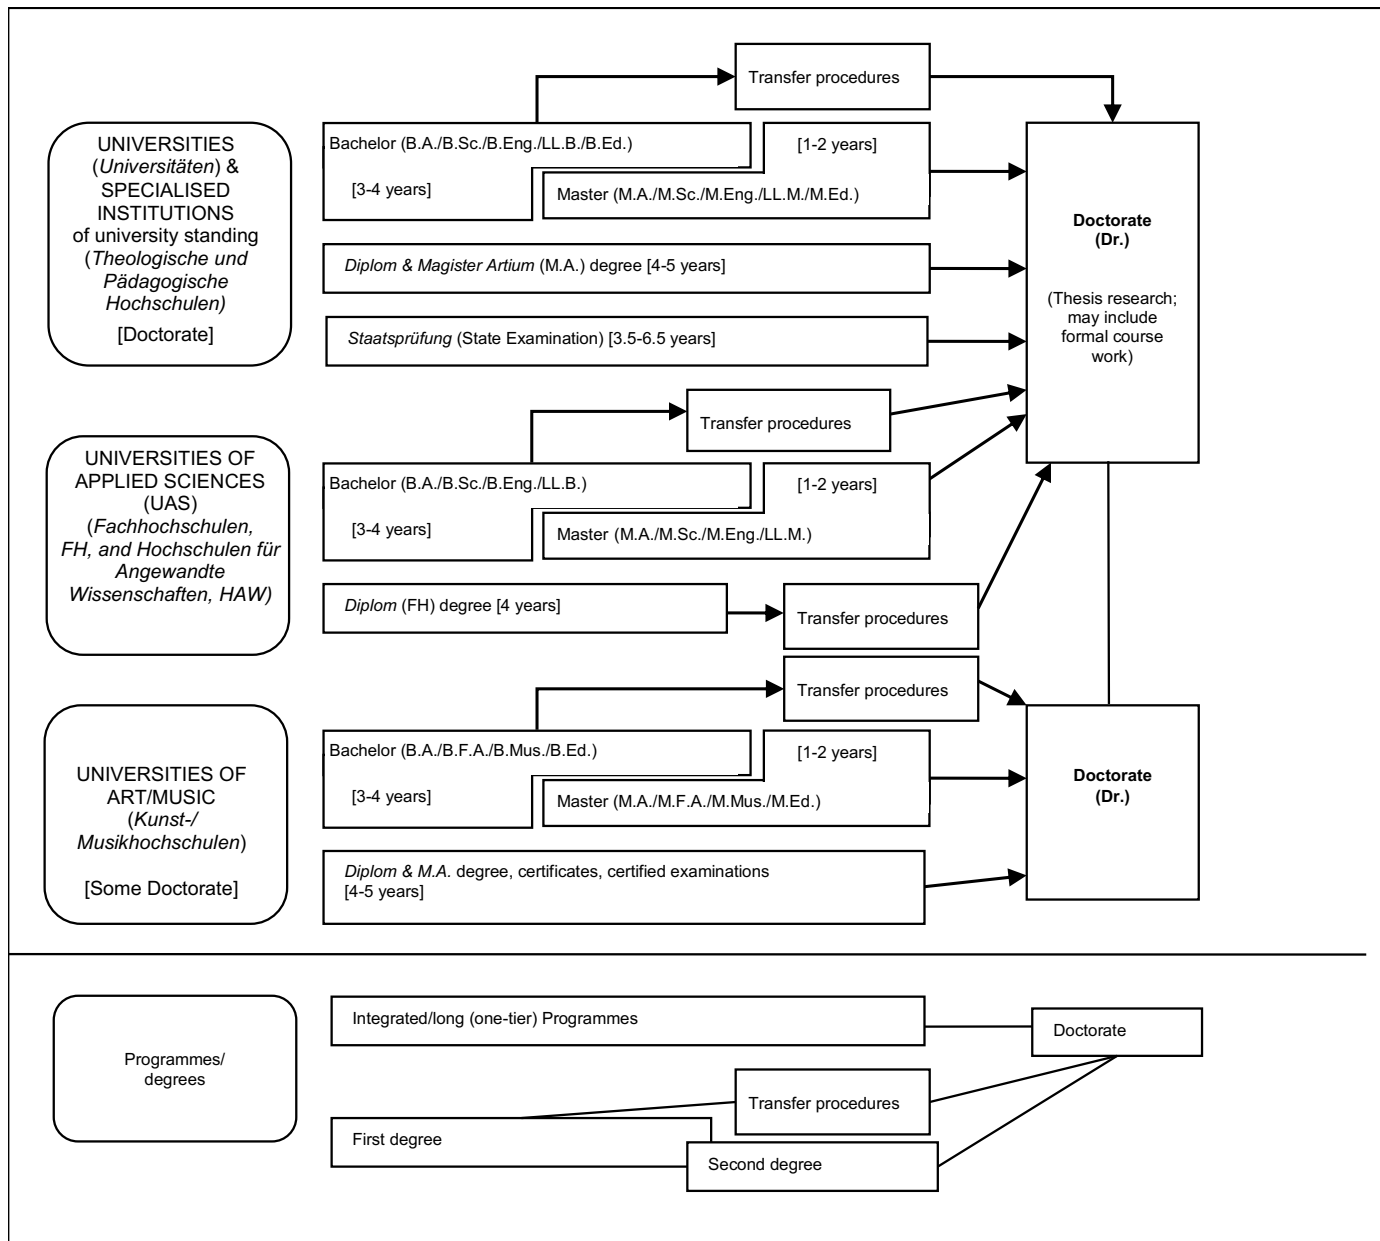 Transfer procedures
UNIVERSITIES
(Universitäten) &
SPECIALISED
INSTITUTIONS
of university standing
(Theologische und
Pädagogische
Hochschulen)
[Doctorate]
Bachelor (B.A./B.Sc./B.Eng./LL.B./B.Ed.)
[3-4 years]
[1-2 years]
Master (M.A./M.Sc./M.Eng./LL.M./M.Ed.)
Diplom & Magister Artium (M.A.) degree [4-5 years]
Staatsprüfung (State Examination) [3.5-6.5 years]
Doctorate
(Dr.)
(Thesis research;
may include
formal course
work)
Transfer procedures
UNIVERSITIES OF
APPLIED SCIENCES
(UAS)
(Fachhochschulen,
FH, and Hochschulen für
Angewandte
Wissenschaften, HAW)
Bachelor (B.A./B.Sc./B.Eng./LL.B.)
[3-4 years]
[1-2 years]
Master (M.A./M.Sc./M.Eng./LL.M.)
Diplom (FH) degree [4 years]
Transfer procedures
Transfer procedures
UNIVERSITIES OF
ART/MUSIC
(Kunst-/
Musikhochschulen)
[Some Doctorate]
Bachelor (B.A./B.F.A./B.Mus./B.Ed.)
[3-4 years]
[1-2 years]
Master (M.A./M.F.A./M.Mus./M.Ed.)
Diplom & M.A. degree, certificates, certified examinations
[4-5 years]
Doctorate
(Dr.)
Programmes/
degrees
Integrated/long (one-tier) Programmes
Doctorate
Transfer procedures
First degree
Second degree